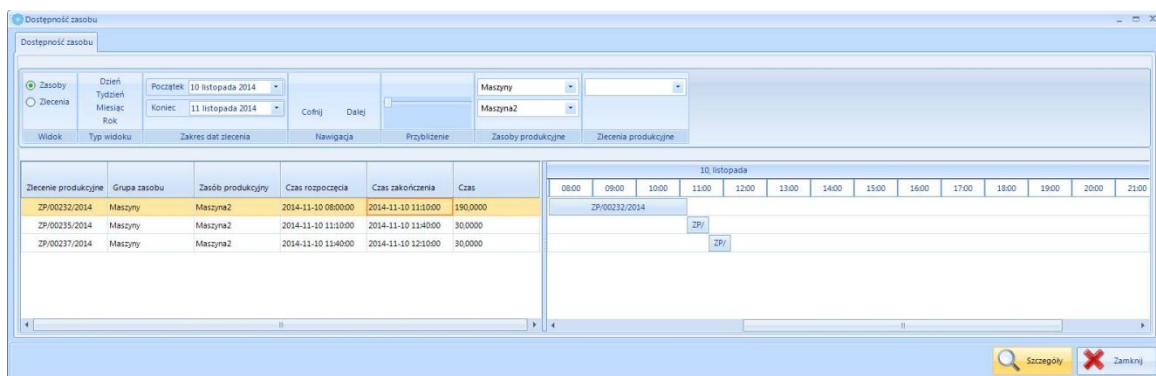 Dostępność zasobu
Dostępność zasobu
Zasoby
Zlecenia
Widok
Dzień
Tydzień
Miesiąc
Rok
Typ widoku
Początek 10 listopada 2014
Koniec 11 listopada 2014
Zakres dat zlecenia
Cofnij Dalej
Nawigacja
Przybliżenie
Maszyny
Maszyna2
Zasoby produkcyjne
Zlecenia produkcyjne
Zlecenie produkcyjne Grupa zasobu Zasób produkcyjny Czas rozpoczęcia Czas zakończenia Czas
ZP/00232/2014 Maszyny Maszyna2 2014-11-10 08:00:00 2014-11-10 11:10:00 190,0000
ZP/00235/2014 Maszyny Maszyna2 2014-11-10 11:10:00 2014-11-10 11:40:00 30,0000
ZP/00237/2014 Maszyny Maszyna2 2014-11-10 11:40:00 2014-11-10 12:10:00 30,0000
10, listopada
08:00 09:00 10:00 11:00 12:00 13:00 14:00 15:00 16:00 17:00 18:00 19:00 20:00 21:00
ZP/00232/2014
ZP/
ZP/
Szczegóły Zamknij